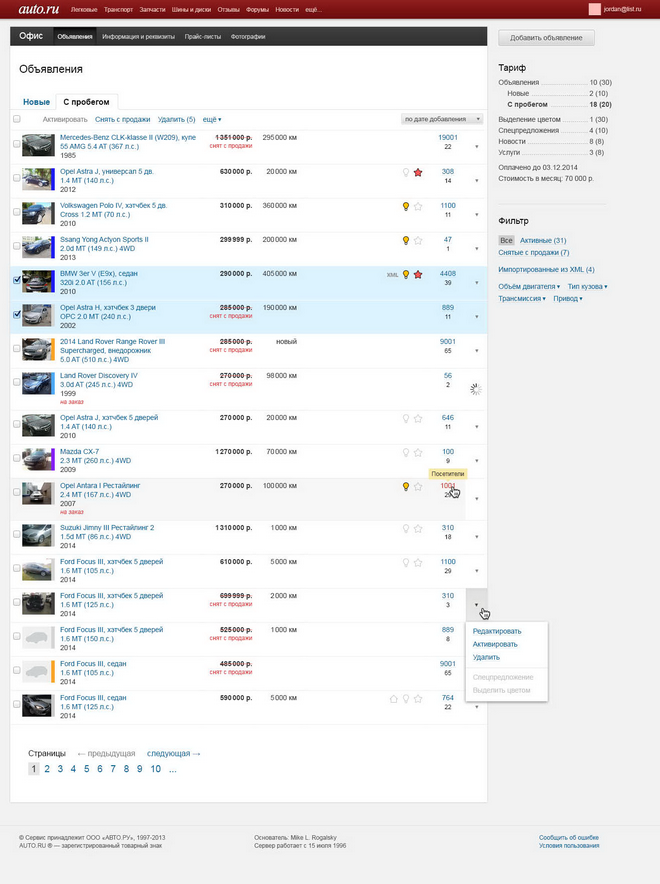 auto.ru Легковые Транспорт Запчасти Шины и диски Отзывы Форумы Новости ещё... jordan@list.ru
Офис Объявления Информация и реквизиты Прайс-листы Фотографии
Объявления
Новые С пробегом
Активировать Снять с продажи Удалить (5) ещё ▾ по дате добавления
Mercedes-Benz CLK-klasse II (W209), купе 1 351 000 р. 295 000 км 19001
55 AMG 5.4 AT (367 л.с.) снят с продажи 22
1985
Opel Astra J, универсал 5 дв. 630 000 р. 20 000 км 308
1.4 MT (140 л.с.) 14
2012
Volkswagen Polo IV, хэтчбек 5 дв. 310 000 р. 360 000 км 1100
Cross 1.2 MT (70 л.с.) 11
2010
Ssang Yong Actyon Sports II 299 999 р. 200 000 км 47
2.0d MT (149 л.с.) 4WD 1
2013
BMW 3er V (E9x), седан 290 000 р. 405 000 км XML 4408
320i 2.0 AT (156 л.с.) 39
2010
Opel Astra H, хэтчбек 3 двери 285 000 р. 190 000 км 889
OPC 2.0 MT (240 л.с.) снят с продажи 11
2002
2014 Land Rover Range Rover III 285 000 р. новый 9001
Supercharged, внедорожник снят с продажи 65
5.0 AT (510 л.с.) 4WD
Land Rover Discovery IV 270 000 р. 98 000 км 56
3.0d AT (245 л.с.) 4WD снят с продажи 2
1999
на заказ
Opel Astra J, хэтчбек 5 дверей 270 000 р. 20 000 км 646
1.4 AT (140 л.с.) 11
2010
Mazda CX-7 1 270 000 р. 70 000 км 100
2.3 MT (260 л.с.) 4WD 9
2009
Посетители
Opel Antara I Рестайлинг 270 000 р. 100 000 км 1001
2.4 MT (167 л.с.) 4WD
2007
на заказ
Suzuki Jimny III Рестайлинг 2 1 310 000 р. 1 000 км 310
1.5d MT (86 л.с.) 4WD 18
2014
Ford Focus III, хэтчбек 5 дверей 610 000 р. 5 000 км 1100
1.6 MT (105 л.с.) 29
2014
Ford Focus III, хэтчбек 5 дверей 699 999 р. 2 000 км 310
1.6 MT (125 л.с.) снят с продажи 3
2014
Ford Focus III, хэтчбек 5 дверей 525 000 р. 1 000 км 889
1.6 MT (150 л.с.) снят с продажи 8
2014
Ford Focus III, седан 485 000 р. 9001
1.6 MT (105 л.с.) снят с продажи 65
2014
Ford Focus III, седан 590 000 р. 5 000 км 764
1.6 MT (125 л.с.) 22
2014
Редактировать
Активировать
Удалить
Спецпредложение
Выделить цветом
Страницы ← предыдущая следующая →
1 2 3 4 5 6 7 8 9 10 ...
Добавить объявление
Тариф
Объявления 10 (30)
Новые 2 (10)
С пробегом 18 (20)
Выделение цветом 1 (30)
Спецпредложения 4 (10)
Новости 8 (8)
Услуги 3 (8)
Оплачено до 03.12.2014
Стоимость в месяц: 70 000 р.
Фильтр
Все Активные (31)
Снятые с продажи (7)
Импортированные из XML (4)
Объём двигателя ▾ Тип кузова ▾
Трансмиссия ▾ Привод ▾
© Сервис принадлежит ООО «АВТО.РУ», 1997-2013 Основатель: Mike L. Rogalsky Сообщить об ошибке
AUTO.RU ® — зарегистрированный товарный знак Сервер работает с 15 июля 1996 Условия пользования